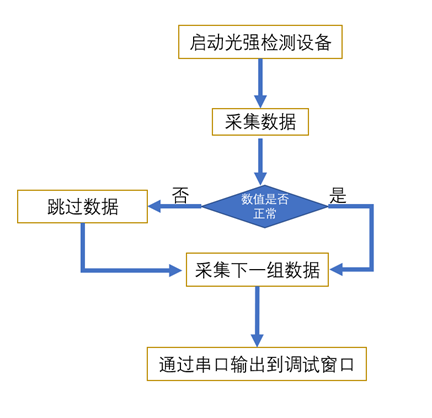 启动光强检测设备
采集数据
数值是否
正常
否
是
跳过数据
采集下一组数据
通过串口输出到调试窗口